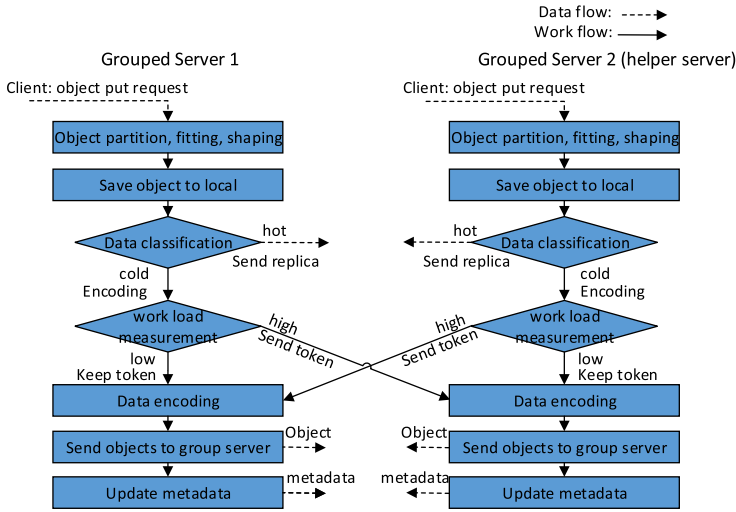 Data flow:
Work flow:
Grouped Server 1
Client: object put request
Object partition, fitting, shaping
Save object to local
Data classification
hot
Send replica
cold
Encoding
work load
measurement
high
Send token
low
Keep token
Data encoding
Send objects to group server
Object
Update metadata
metadata
Grouped Server 2 (helper server)
Client: object put request
Object partition, fitting, shaping
Save object to local
Data classification
hot
Send replica
cold
Encoding
work load
measurement
high
Send token
low
Keep token
Data encoding
Send objects to group server
Object
Update metadata
metadata